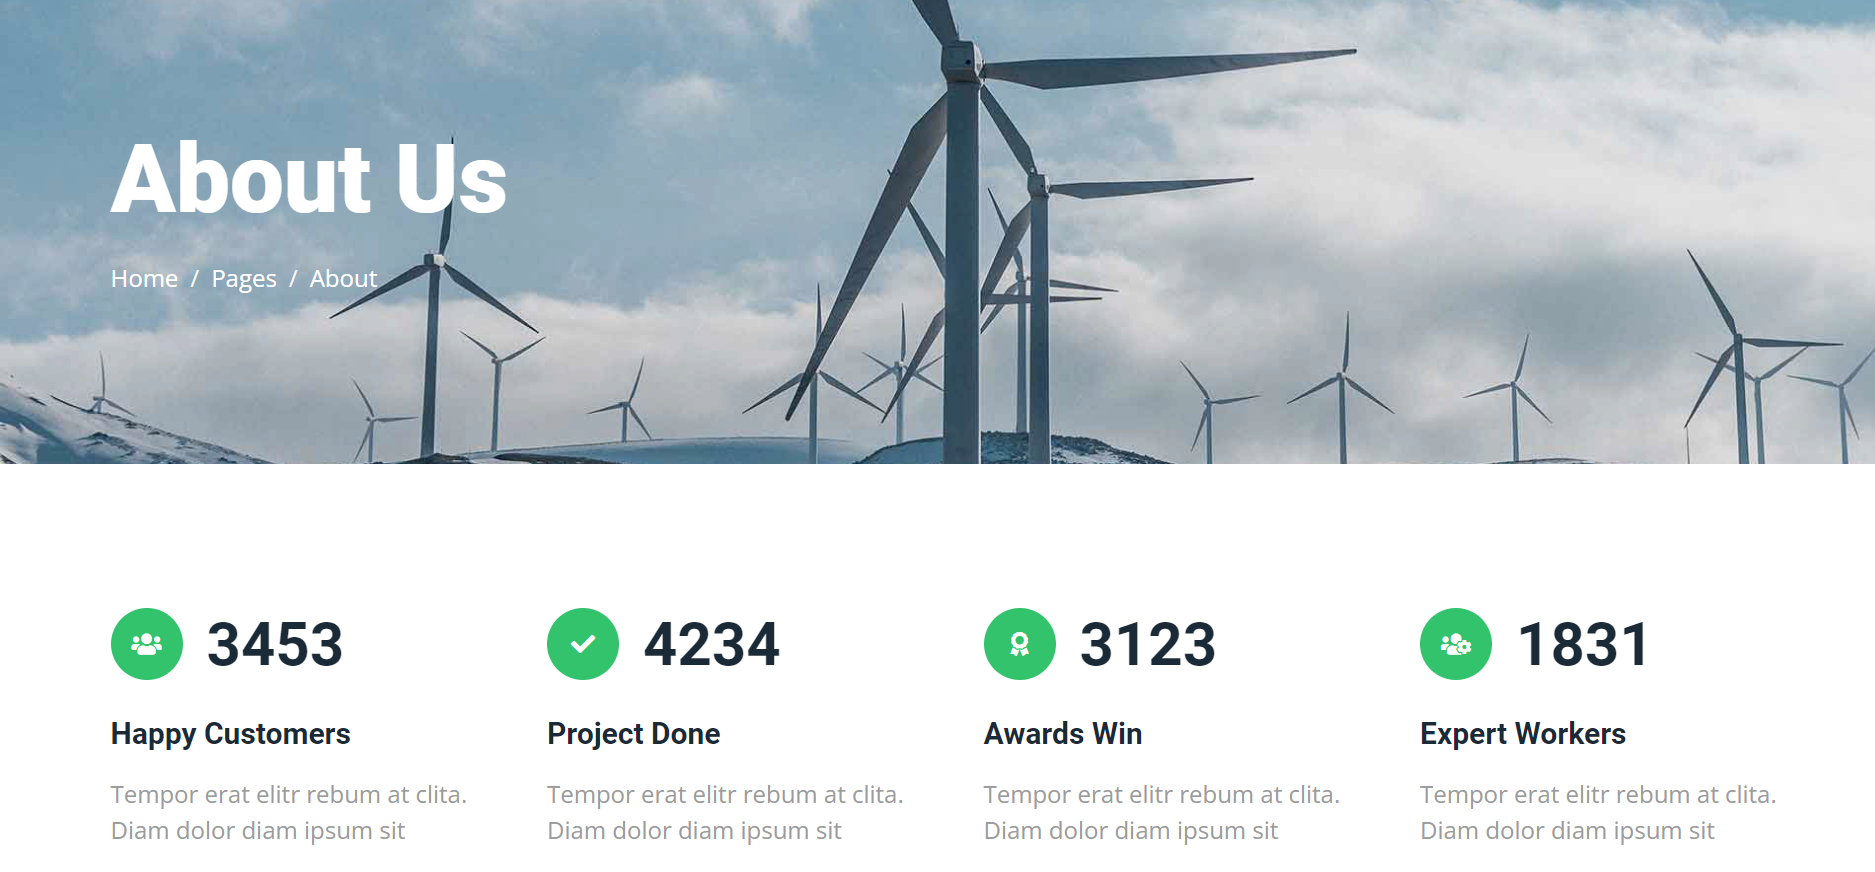 About Us
Home / Pages / About
3453
4234
3123
1831
Happy Customers
Project Done
Awards Win
Expert Workers
Tempor erat elitr rebum at clita.
Diam dolor diam ipsum sit
Tempor erat elitr rebum at clita.
Diam dolor diam ipsum sit
Tempor erat elitr rebum at clita.
Diam dolor diam ipsum sit
Tempor erat elitr rebum at clita.
Diam dolor diam ipsum sit